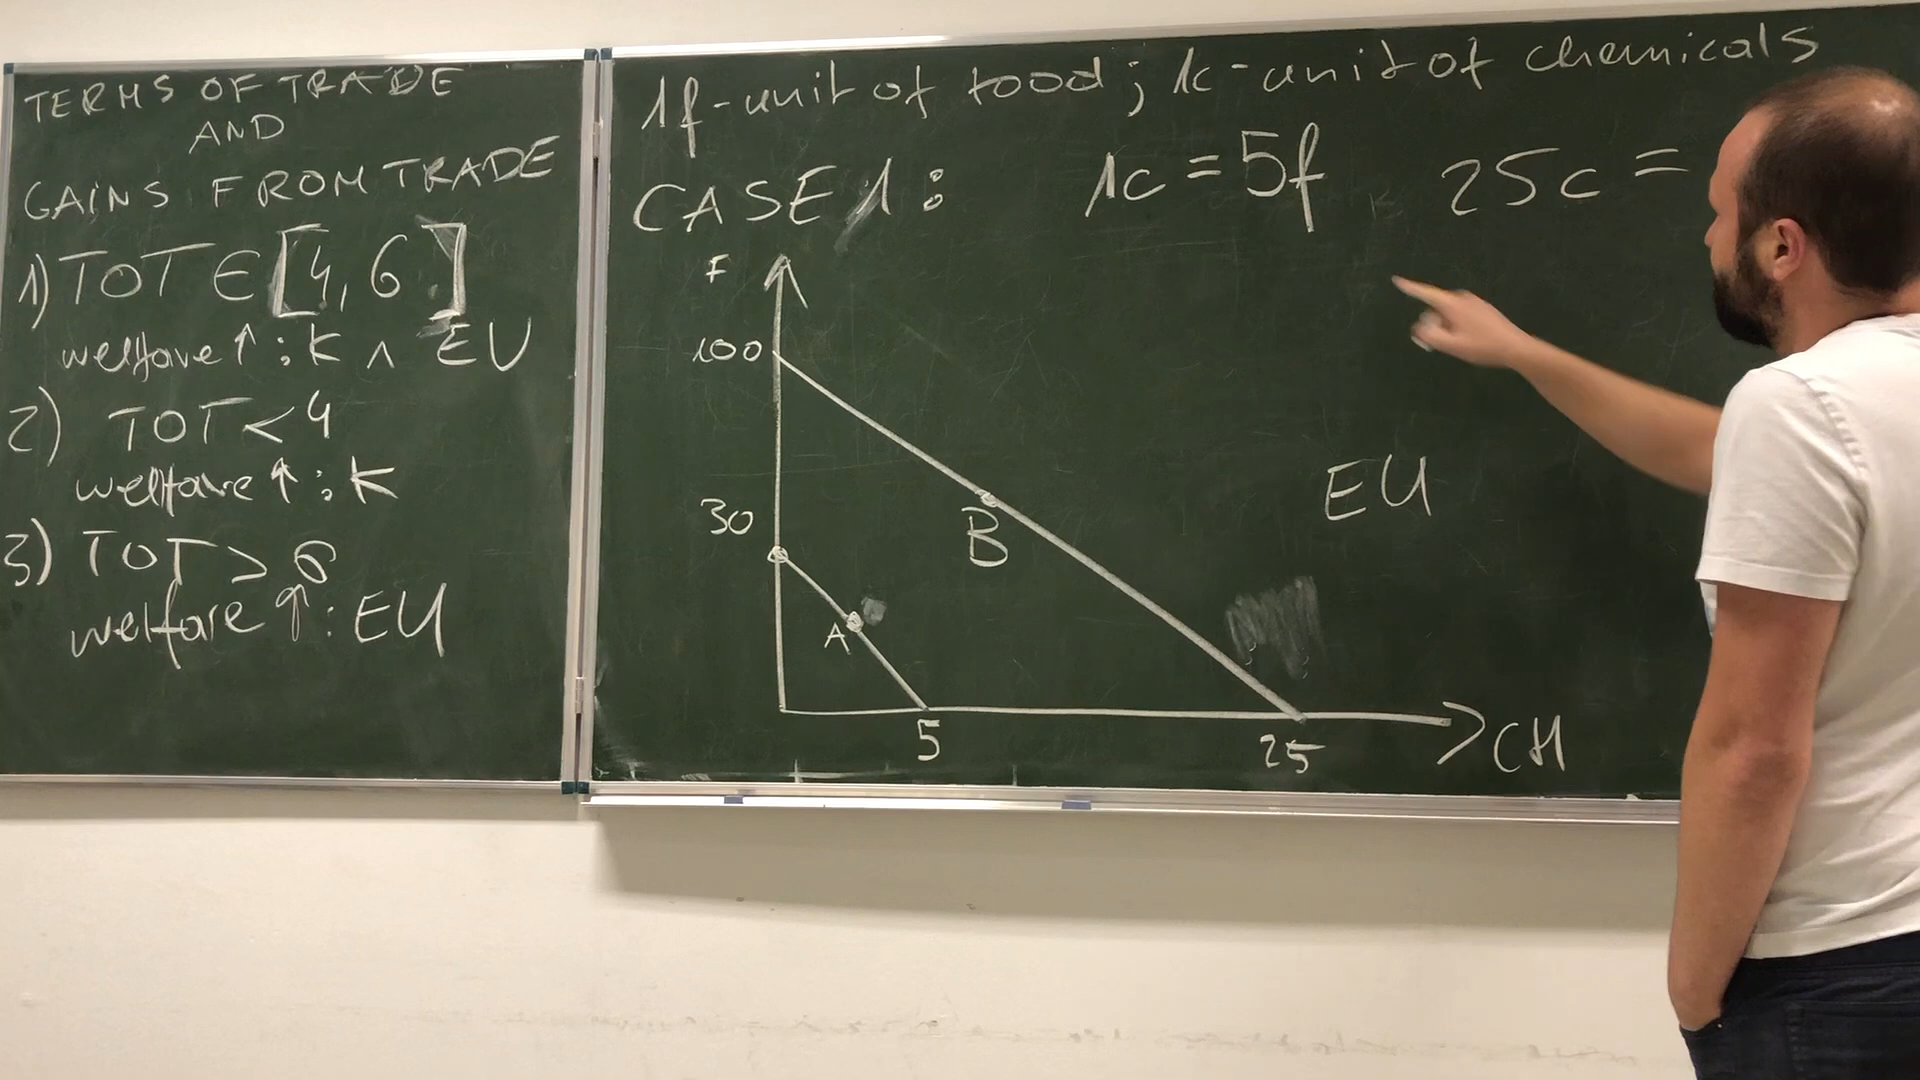 TERMS OF TRADE
AND
GAINS FROM TRADE
1) TOT ∈ [4, 6]
welfare ↑ : K ∧ EU
2) TOT < 4
welfare ↑ : K
3) TOT > 6
welfare ↑ : EU
1f - unit of food ; 1c - unit of chemicals
CASE 1 : 1c = 5f 25c =
F
100
30
B
A
EU
5
25
CH